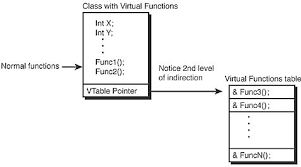 Class with Virtual Functions
Int X;
Int Y;
Normal functions
Func1();
Func2();
VTable Pointer
Notice 2nd level
of indirection
Virtual Functions table
& Func3();
& Func4();
& FuncN();